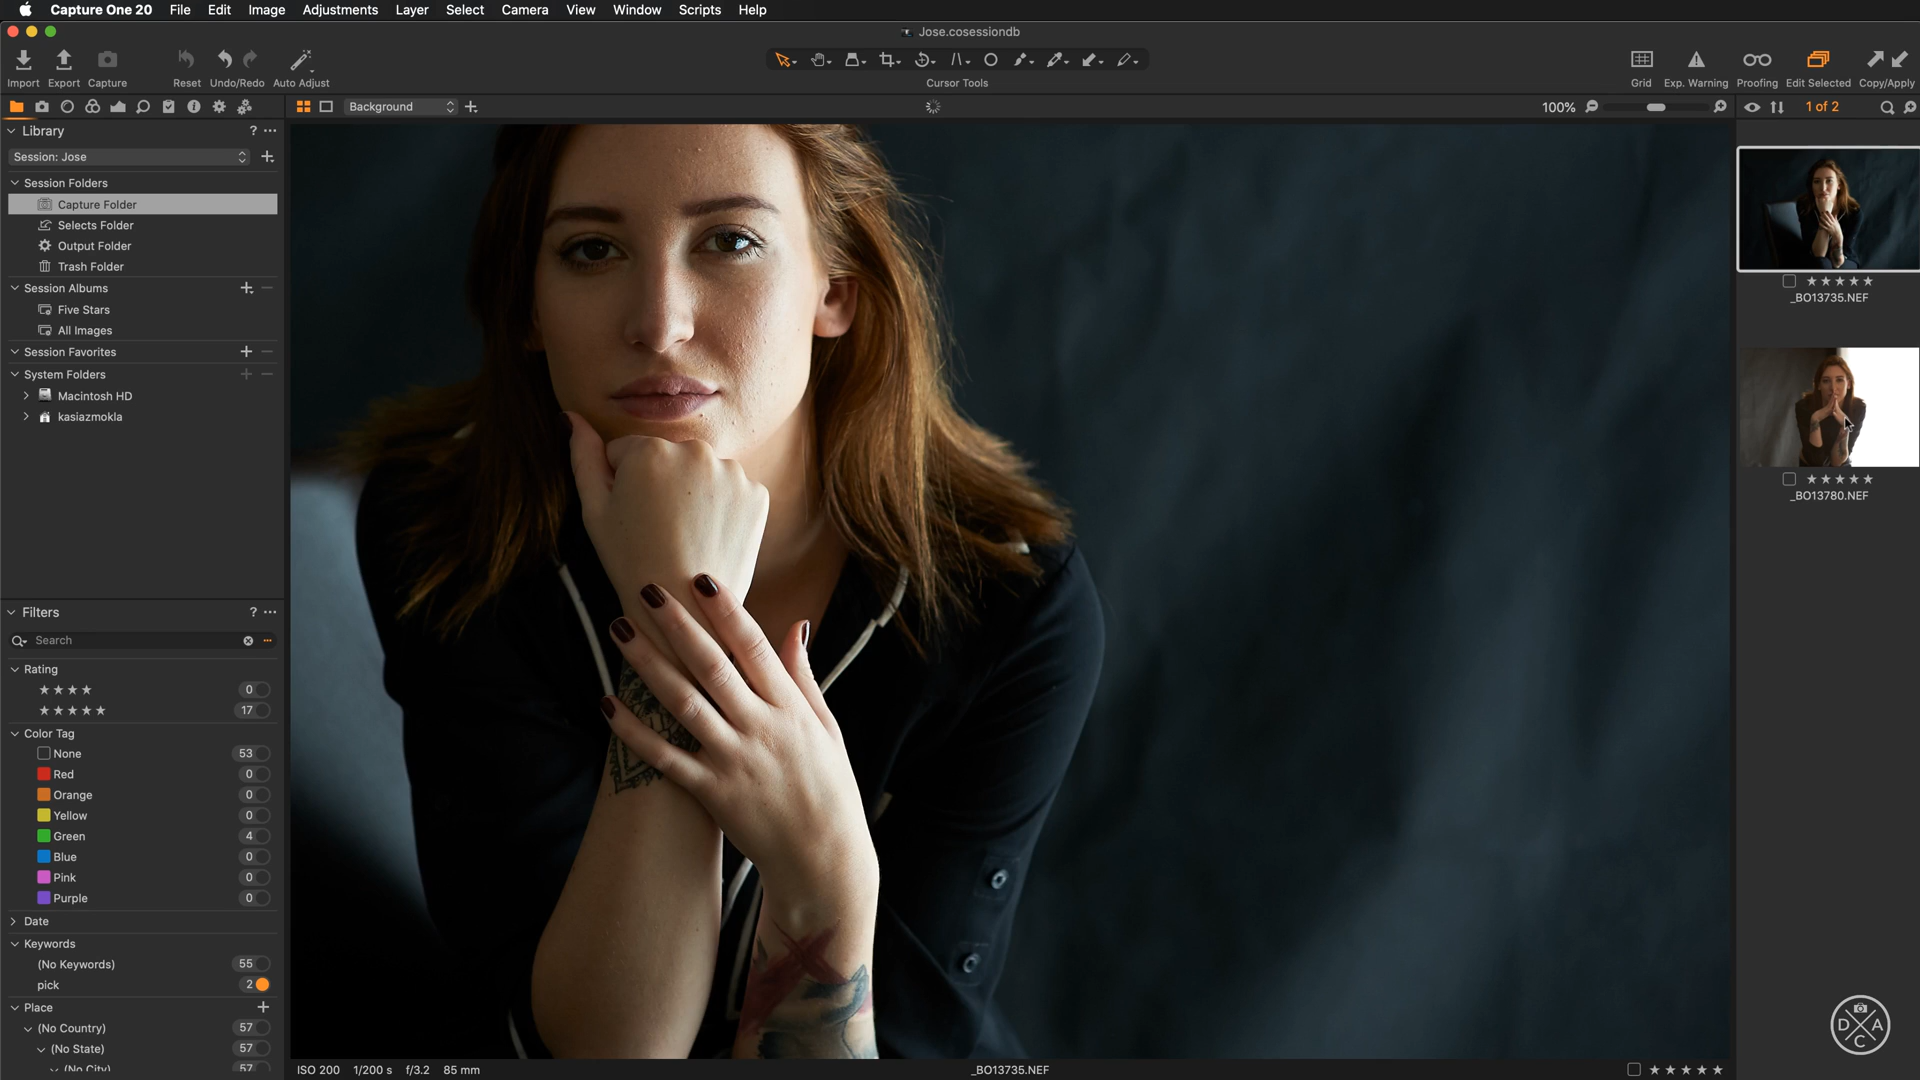 Capture One 20 File Edit Image Adjustments Layer Select Camera View Window Scripts Help
Jose.cosessiondb
Import Export Capture Reset Undo/Redo Auto Adjust Cursor Tools Grid Exp. Warning Proofing Edit Selected Copy/Apply
Background 100% 1 of 2
Library ? ...
Session: Jose
Session Folders
Capture Folder
Selects Folder
Output Folder
Trash Folder
Session Albums
Five Stars
All Images
Session Favorites
System Folders
Macintosh HD
kasiazmokla
Filters ? ...
Search
Rating
★★★★ 0
★★★★★ 17
Color Tag
None 53
Red 0
Orange 0
Yellow 0
Green 4
Blue 0
Pink 0
Purple 0
Date
Keywords
(No Keywords) 55
pick 2
Place
(No Country) 57
(No State) 57
(No City) 57
★★★★★
_BO13735.NEF
★★★★★
_BO13780.NEF
D A
C
ISO 200 1/200 s f/3.2 85 mm _BO13735.NEF ★★★★★